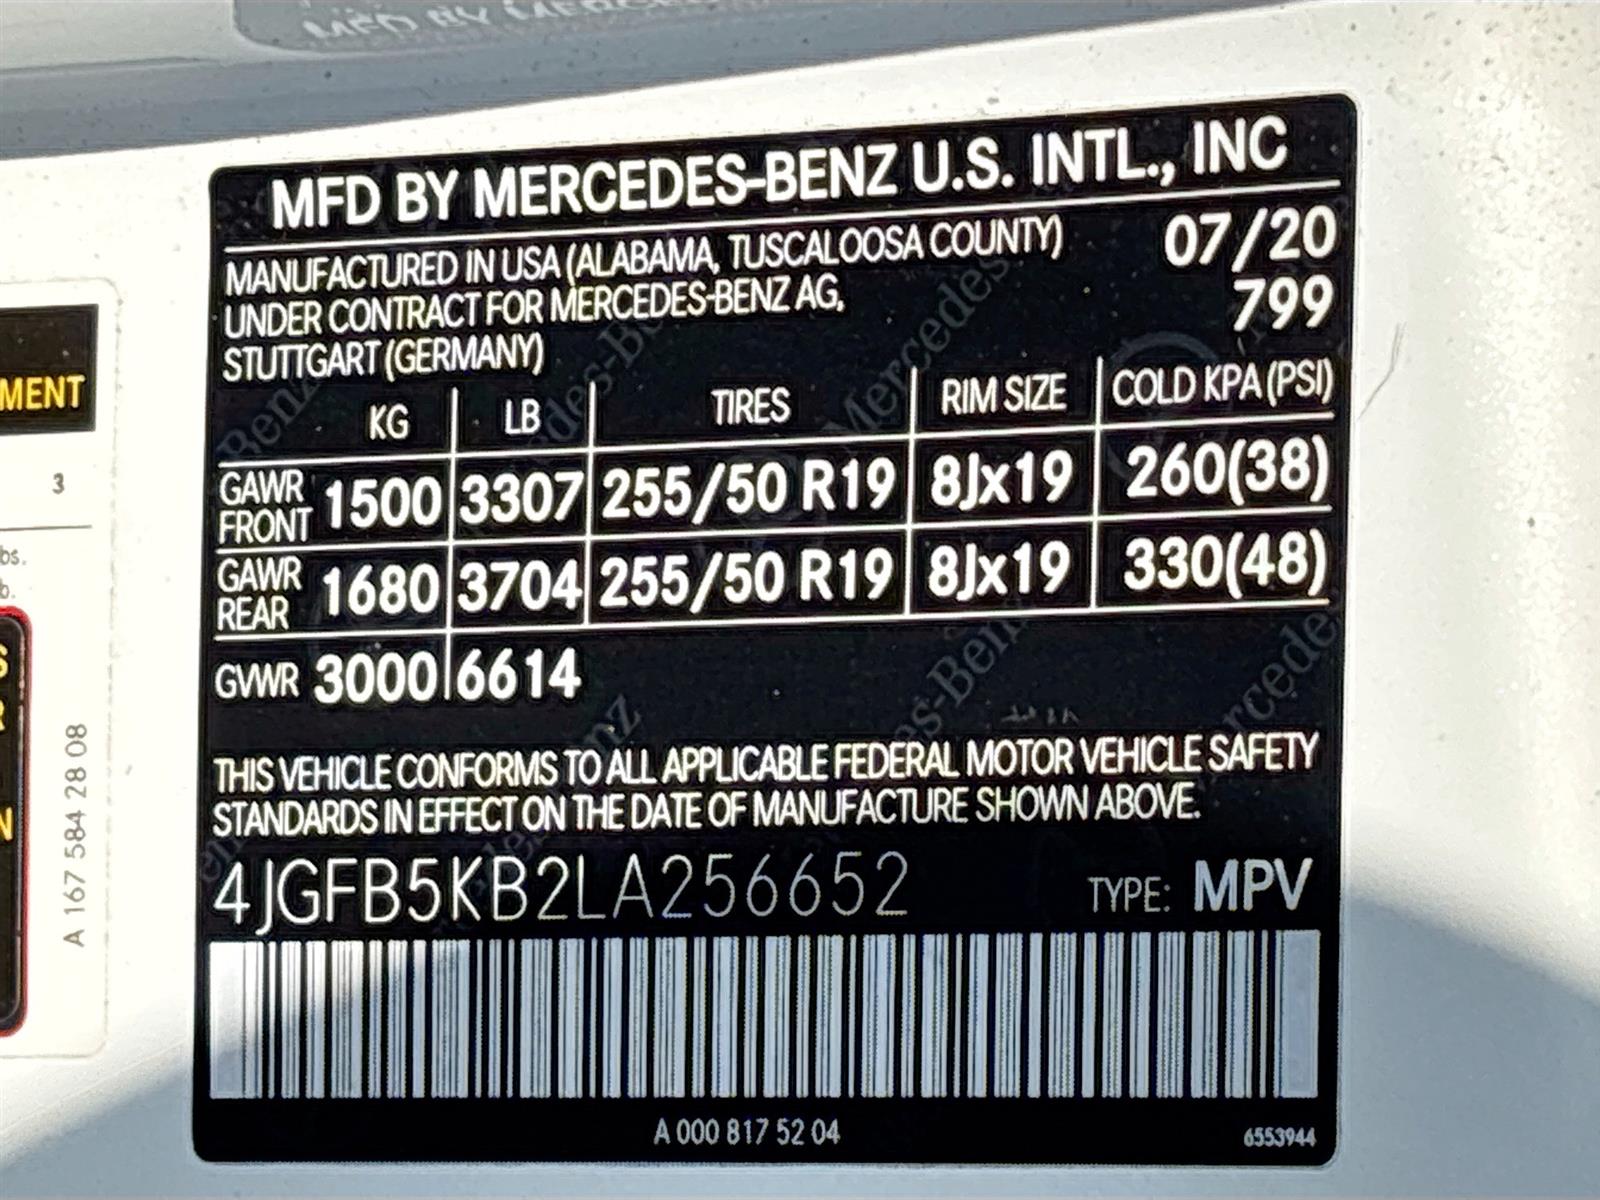 MFD BY MERCEDES-BENZ U.S. INTL., INC
MANUFACTURED IN USA (ALABAMA, TUSCALOOSA COUNTY) 07/20
UNDER CONTRACT FOR MERCEDES-BENZ AG, 799
STUTTGART (GERMANY)
KG LB TIRES RIM SIZE COLD KPA (PSI)
GAWR FRONT 1500 3307 255/50 R19 8Jx19 260(38)
GAWR REAR 1680 3704 255/50 R19 8Jx19 330(48)
GVWR 3000 6614
THIS VEHICLE CONFORMS TO ALL APPLICABLE FEDERAL MOTOR VEHICLE SAFETY
STANDARDS IN EFFECT ON THE DATE OF MANUFACTURE SHOWN ABOVE.
4JGFB5KB2LA256652 TYPE: MPV
A 000 817 52 04 6553944
MENT
3
A 167 584 28 08